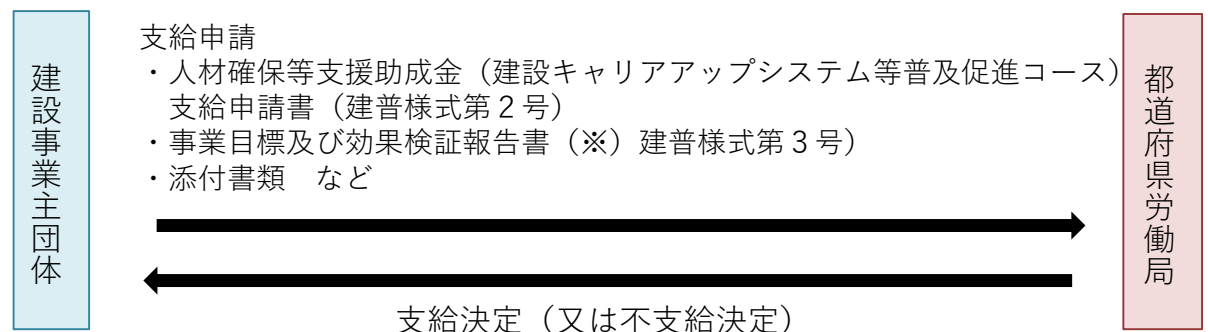 建設事業主団体
支給申請
・人材確保等支援助成金（建設キャリアアップシステム等普及促進コース）
支給申請書（建普様式第２号）
・事業目標及び効果検証報告書（※）建普様式第３号）
・添付書類　など
支給決定（又は不支給決定）
都道府県労働局